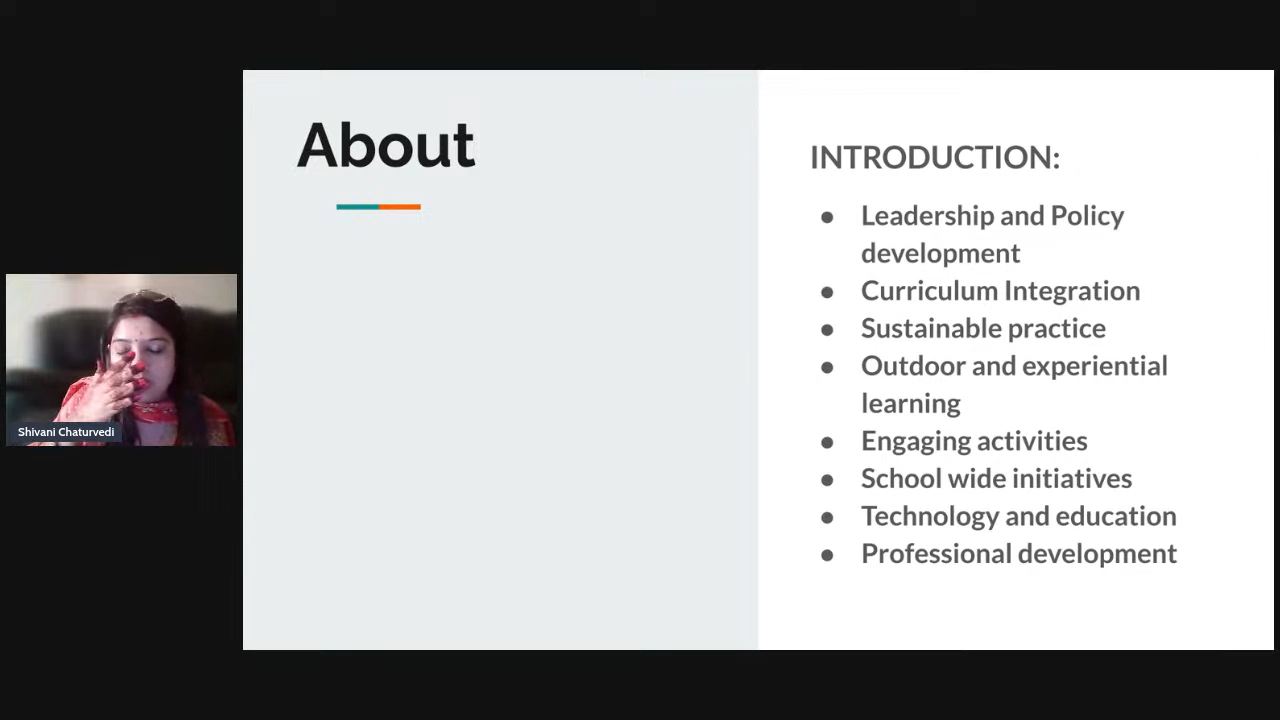 About
INTRODUCTION:
● Leadership and Policy
development
● Curriculum Integration
● Sustainable practice
● Outdoor and experiential
learning
● Engaging activities
● School wide initiatives
● Technology and education
● Professional development
Shivani Chaturvedi